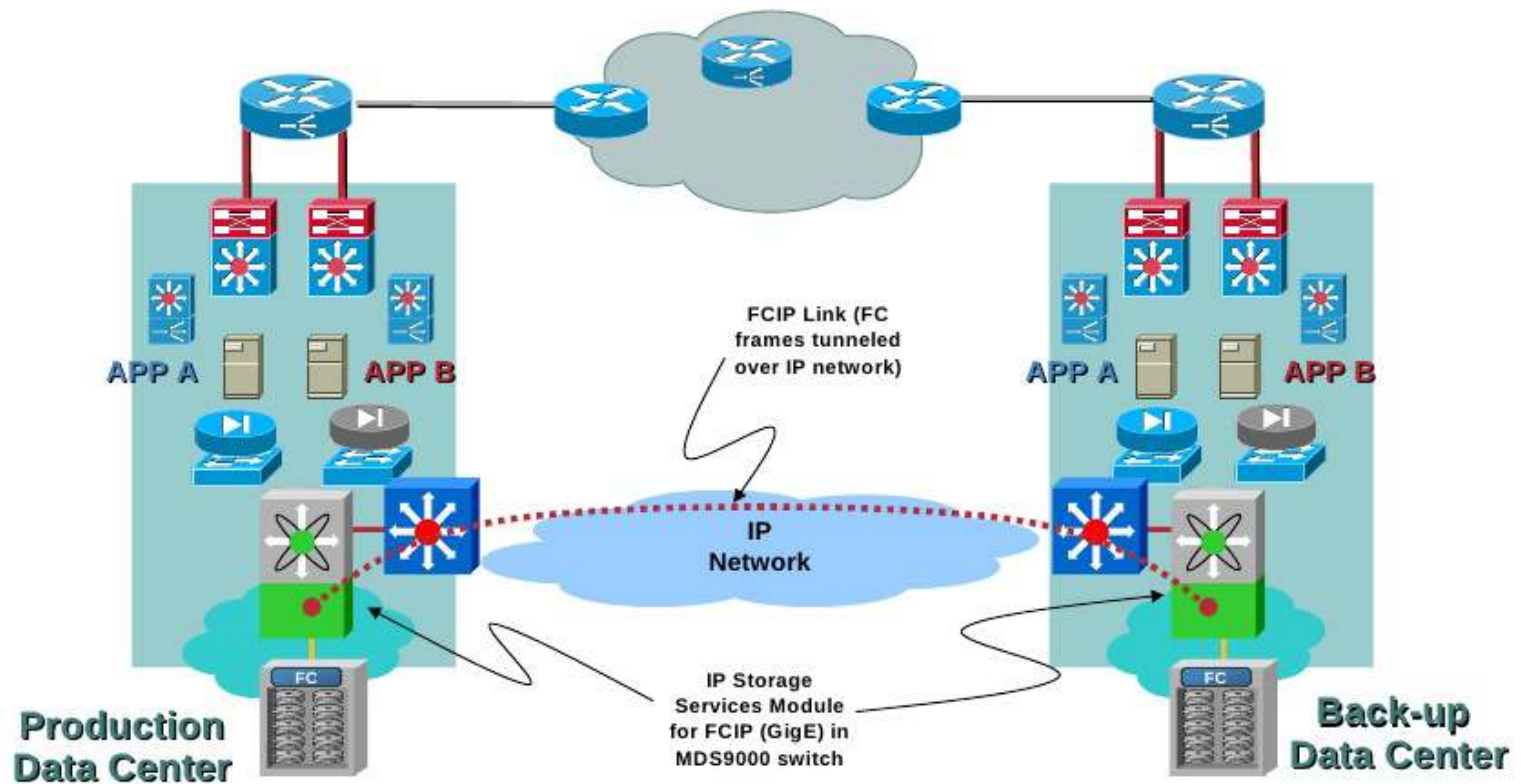 FCIP Link (FC
frames tunneled
over IP network)
APP A
APP B
APP A
APP B
IP
Network
FC
FC
IP Storage
Services Module
for FCIP (GigE) in
MDS9000 switch
Production
Data Center
Back-up
Data Center